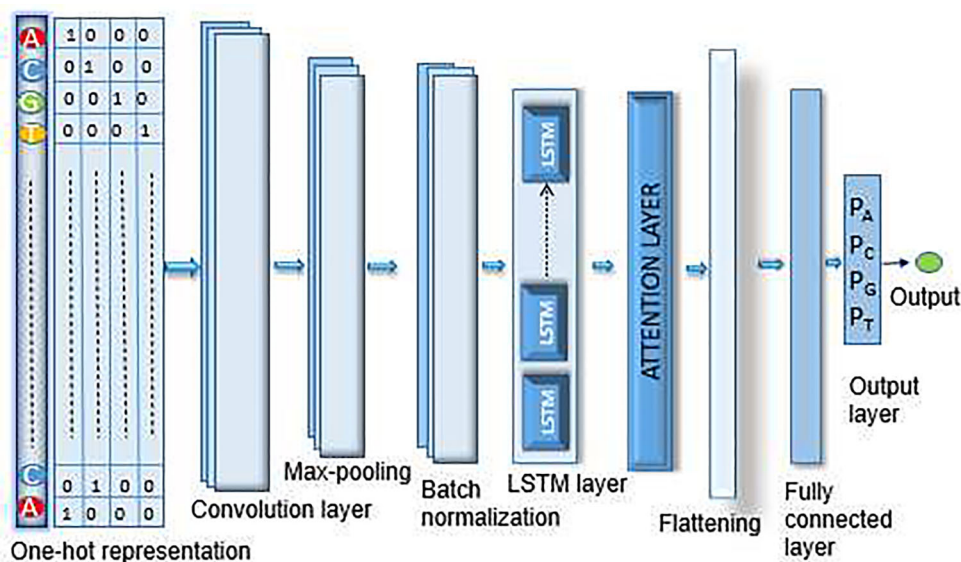 A 1 0 0 0
C 0 1 0 0
G 0 0 1 0
T 0 0 0 1
C 0 1 0 0
A 1 0 0 0
One-hot representation
Convolution layer
Max-pooling
Batch
normalization
LSTM
LSTM
LSTM
LSTM layer
ATTENTION LAYER
Flattening
Fully
connected
layer
PA
PC
PG
PT
Output
layer
Output